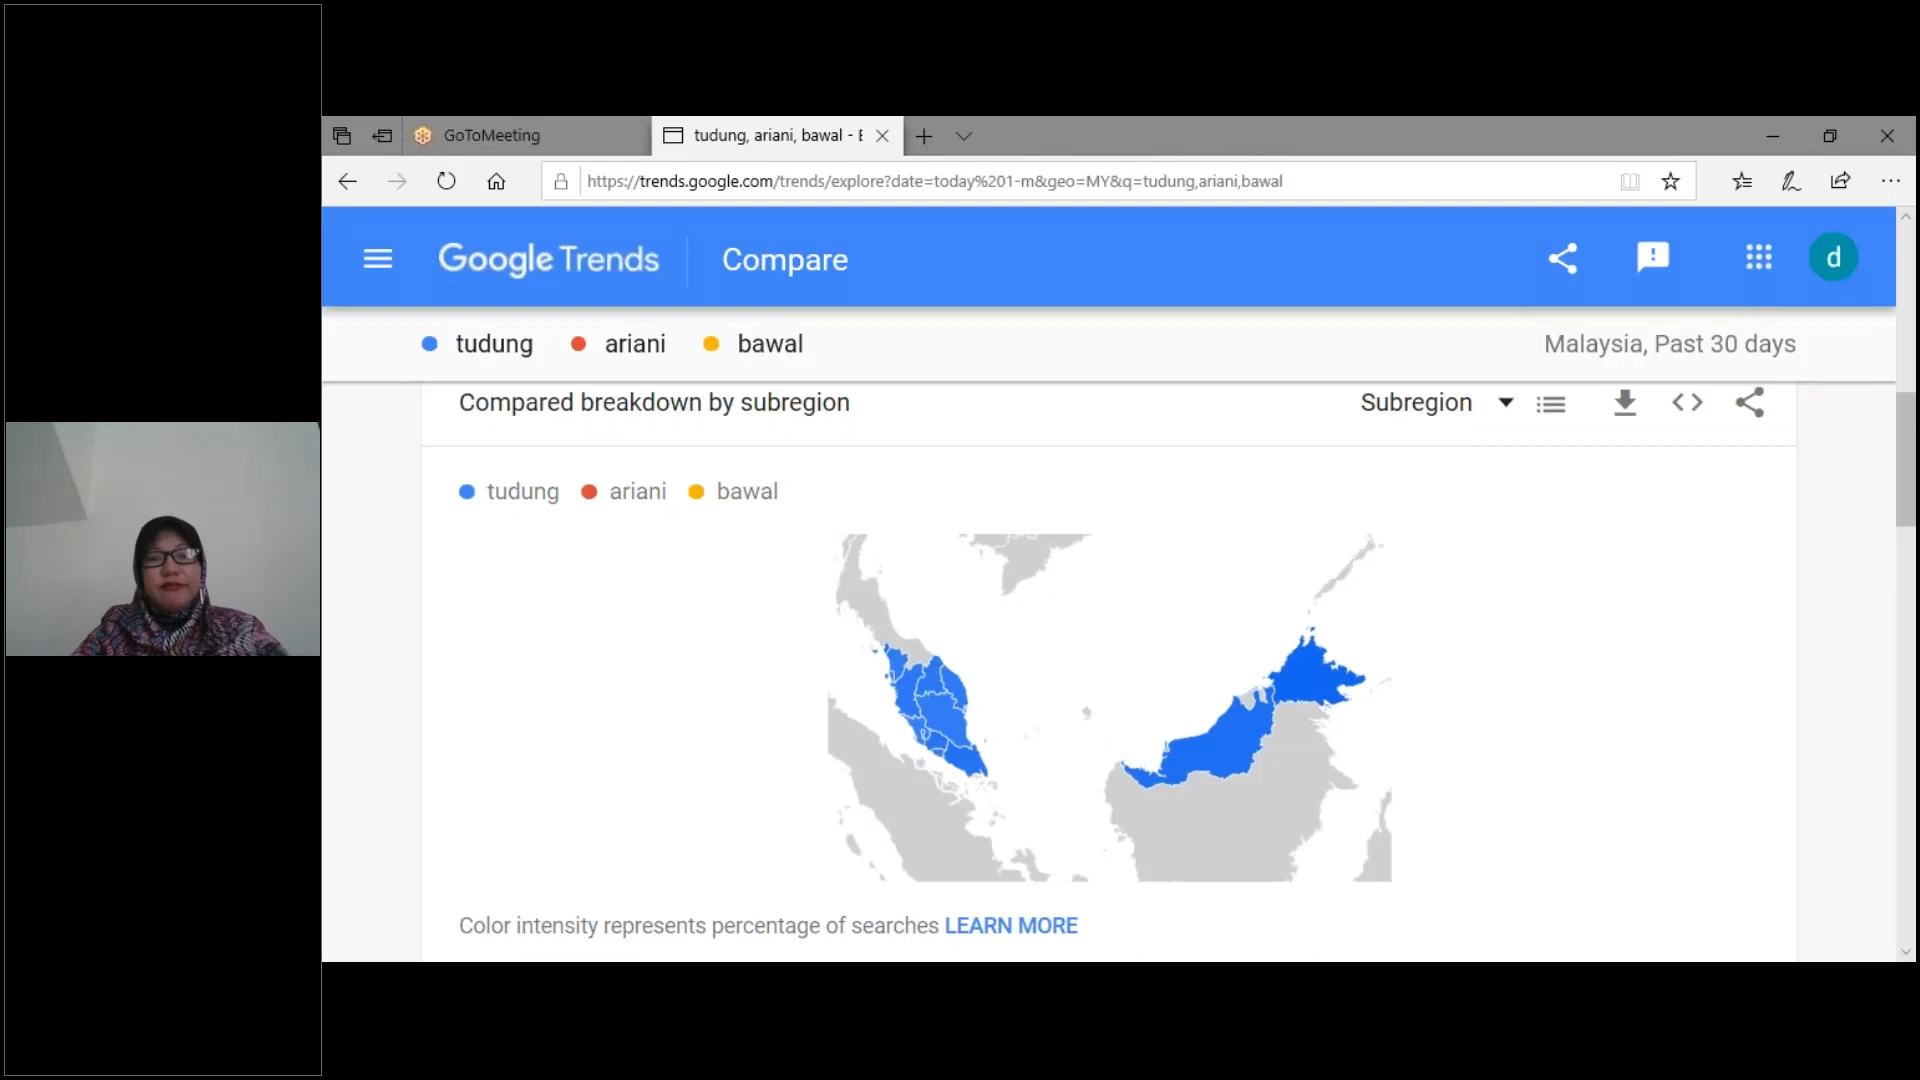 GoToMeeting
tudung, ariani, bawal - E
https://trends.google.com/trends/explore?date=today%201-m&geo=MY&q=tudung,ariani,bawal
Google Trends
Compare
d
tudung ariani bawal
Malaysia, Past 30 days
Compared breakdown by subregion
Subregion
tudung ariani bawal
Color intensity represents percentage of searches LEARN MORE